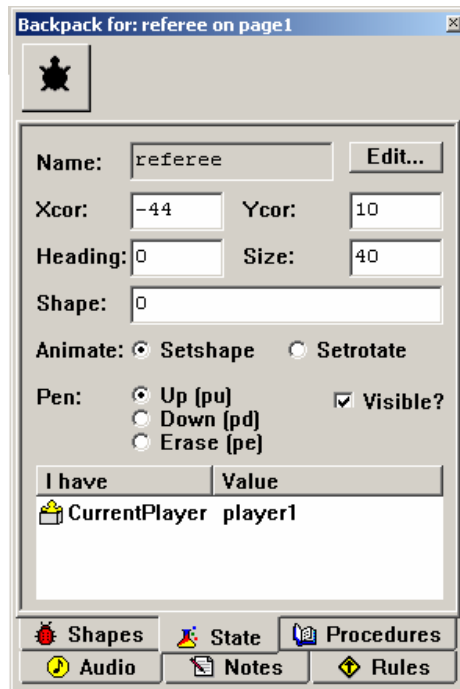 Backpack for: referee on page1
Name: referee Edit...
Xcor: -44 Ycor: 10
Heading: 0 Size: 40
Shape: 0
Animate: Setshape Setrotate
Pen: Up (pu) Visible?
Down (pd)
Erase (pe)
I have Value
CurrentPlayer player1
Shapes State Procedures
Audio Notes Rules